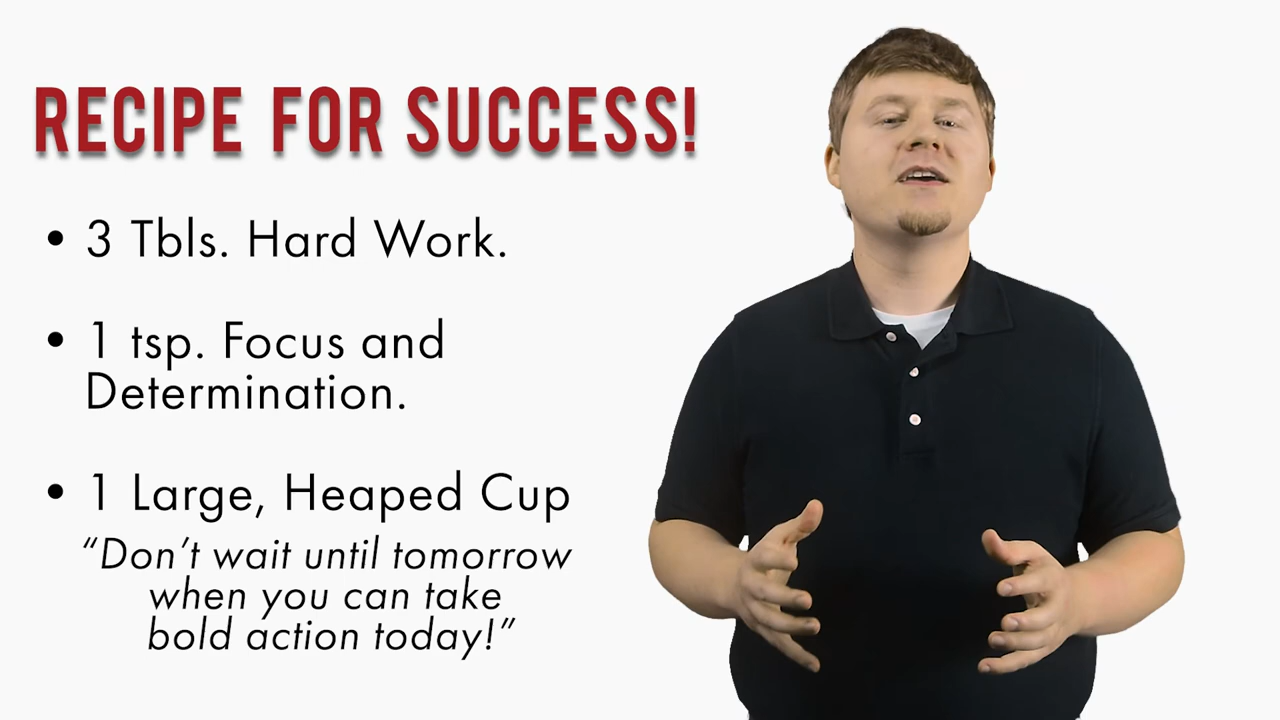 RECIPE FOR SUCCESS!
• 3 Tbls. Hard Work.
• 1 tsp. Focus and
Determination.
• 1 Large, Heaped Cup
“Don’t wait until tomorrow
when you can take
bold action today!”